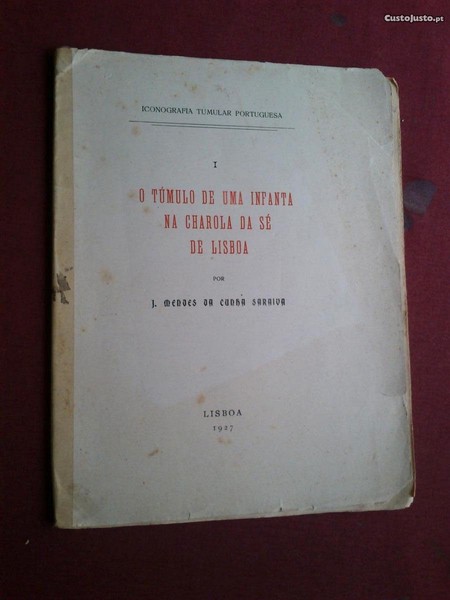 CustoJusto.pt
ICONOGRAFIA TUMULAR PORTUGUESA
I
O TÚMULO DE UMA INFANTA
NA CHAROLA DA SÉ
DE LISBOA
POR
J. MENDES DA CUNHA SARAIVA
LISBOA
1927